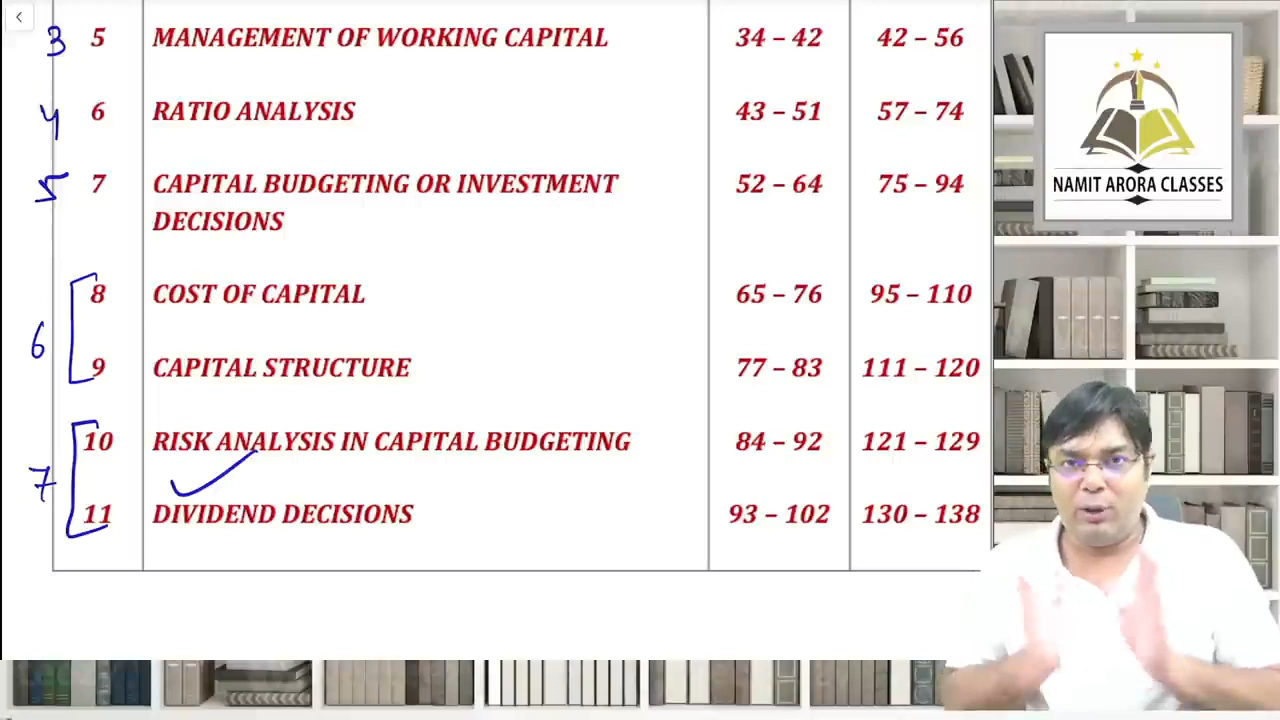 3 5 MANAGEMENT OF WORKING CAPITAL 34 – 42 42 – 56
4 6 RATIO ANALYSIS 43 – 51 57 – 74
5 7 CAPITAL BUDGETING OR INVESTMENT 52 – 64 75 – 94
DECISIONS
8 COST OF CAPITAL 65 – 76 95 – 110
6
9 CAPITAL STRUCTURE 77 – 83 111 – 120
10 RISK ANALYSIS IN CAPITAL BUDGETING 84 – 92 121 – 129
7
11 DIVIDEND DECISIONS 93 – 102 130 – 138
NAMIT ARORA CLASSES